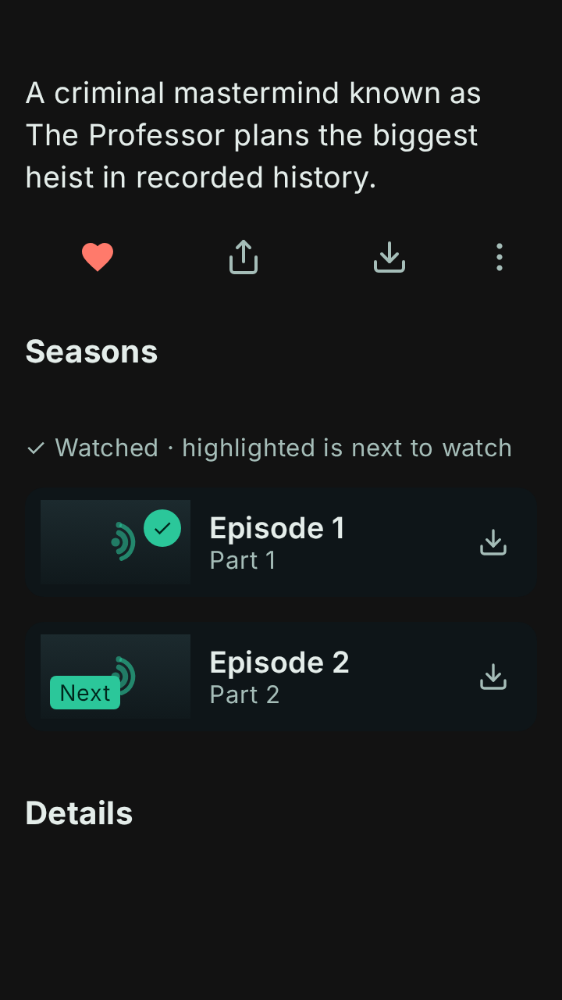 A criminal mastermind known as
The Professor plans the biggest
heist in recorded history.
Seasons
✓ Watched · highlighted is next to watch
Episode 1
Part 1
Next
Episode 2
Part 2
Details